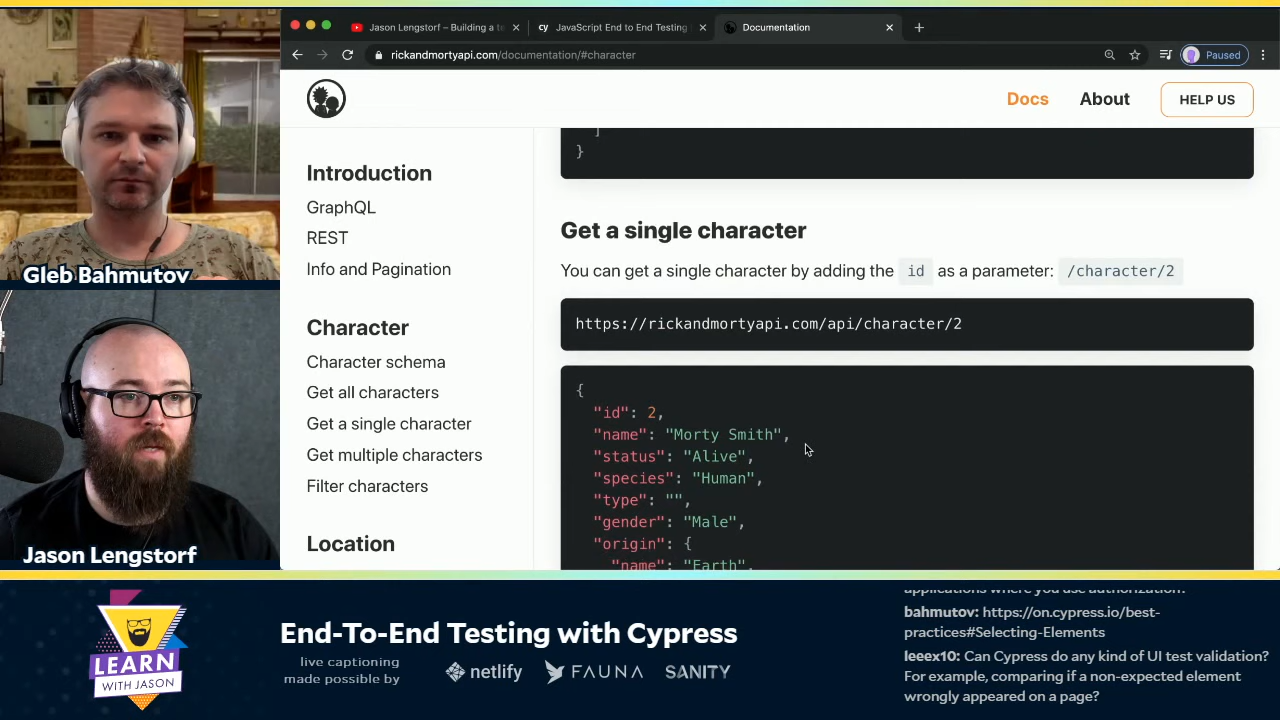 Jason Lengstorf – Building a te
cy JavaScript End to End Testing
Documentation
rickandmortyapi.com/documentation/#character
Paused
Docs
About
HELP US
Introduction
GraphQL
REST
Info and Pagination
Character
Character schema
Get all characters
Get a single character
Get multiple characters
Filter characters
Location
]
}
Get a single character
You can get a single character by adding the id as a parameter: /character/2
https://rickandmortyapi.com/api/character/2
{
"id": 2,
"name": "Morty Smith",
"status": "Alive",
"species": "Human",
"type": "",
"gender": "Male",
"origin": {
"name": "Earth",
Gleb Bahmutov
Jason Lengstorf
LEARN
WITH JASON
End-To-End Testing with Cypress
live captioning
made possible by
netlify
FAUNA
SANITY
applications where you use authorization?
bahmutov: https://on.cypress.io/best-
practices#Selecting-Elements
leeex10: Can Cypress do any kind of UI test validation?
For example, comparing if a non-expected element
wrongly appeared on a page?